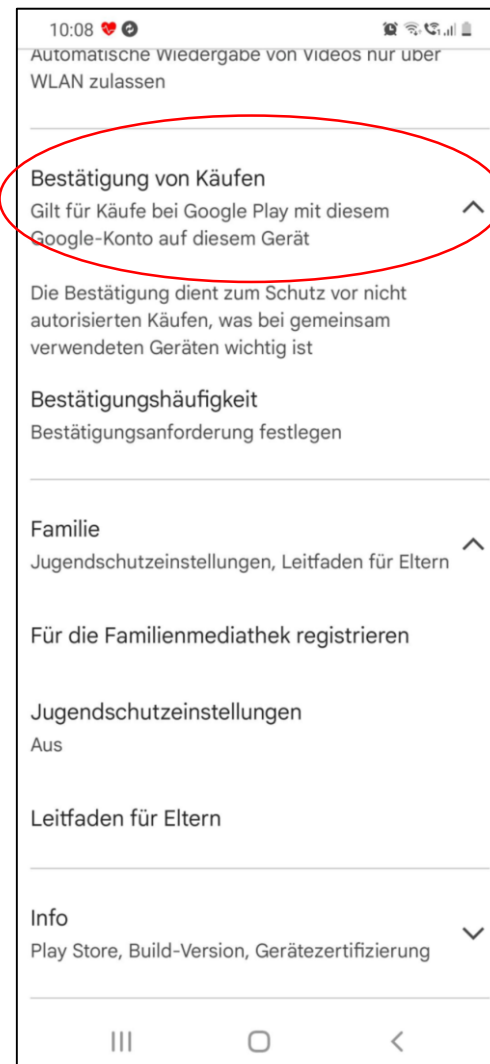 10:08
Automatische Wiedergabe von Videos nur über
WLAN zulassen
Bestätigung von Käufen
Gilt für Käufe bei Google Play mit diesem
Google-Konto auf diesem Gerät
Die Bestätigung dient zum Schutz vor nicht
autorisierten Käufen, was bei gemeinsam
verwendeten Geräten wichtig ist
Bestätigungshäufigkeit
Bestätigungsanforderung festlegen
Familie
Jugendschutzeinstellungen, Leitfaden für Eltern
Für die Familienmediathek registrieren
Jugendschutzeinstellungen
Aus
Leitfaden für Eltern
Info
Play Store, Build-Version, Gerätezertifizierung